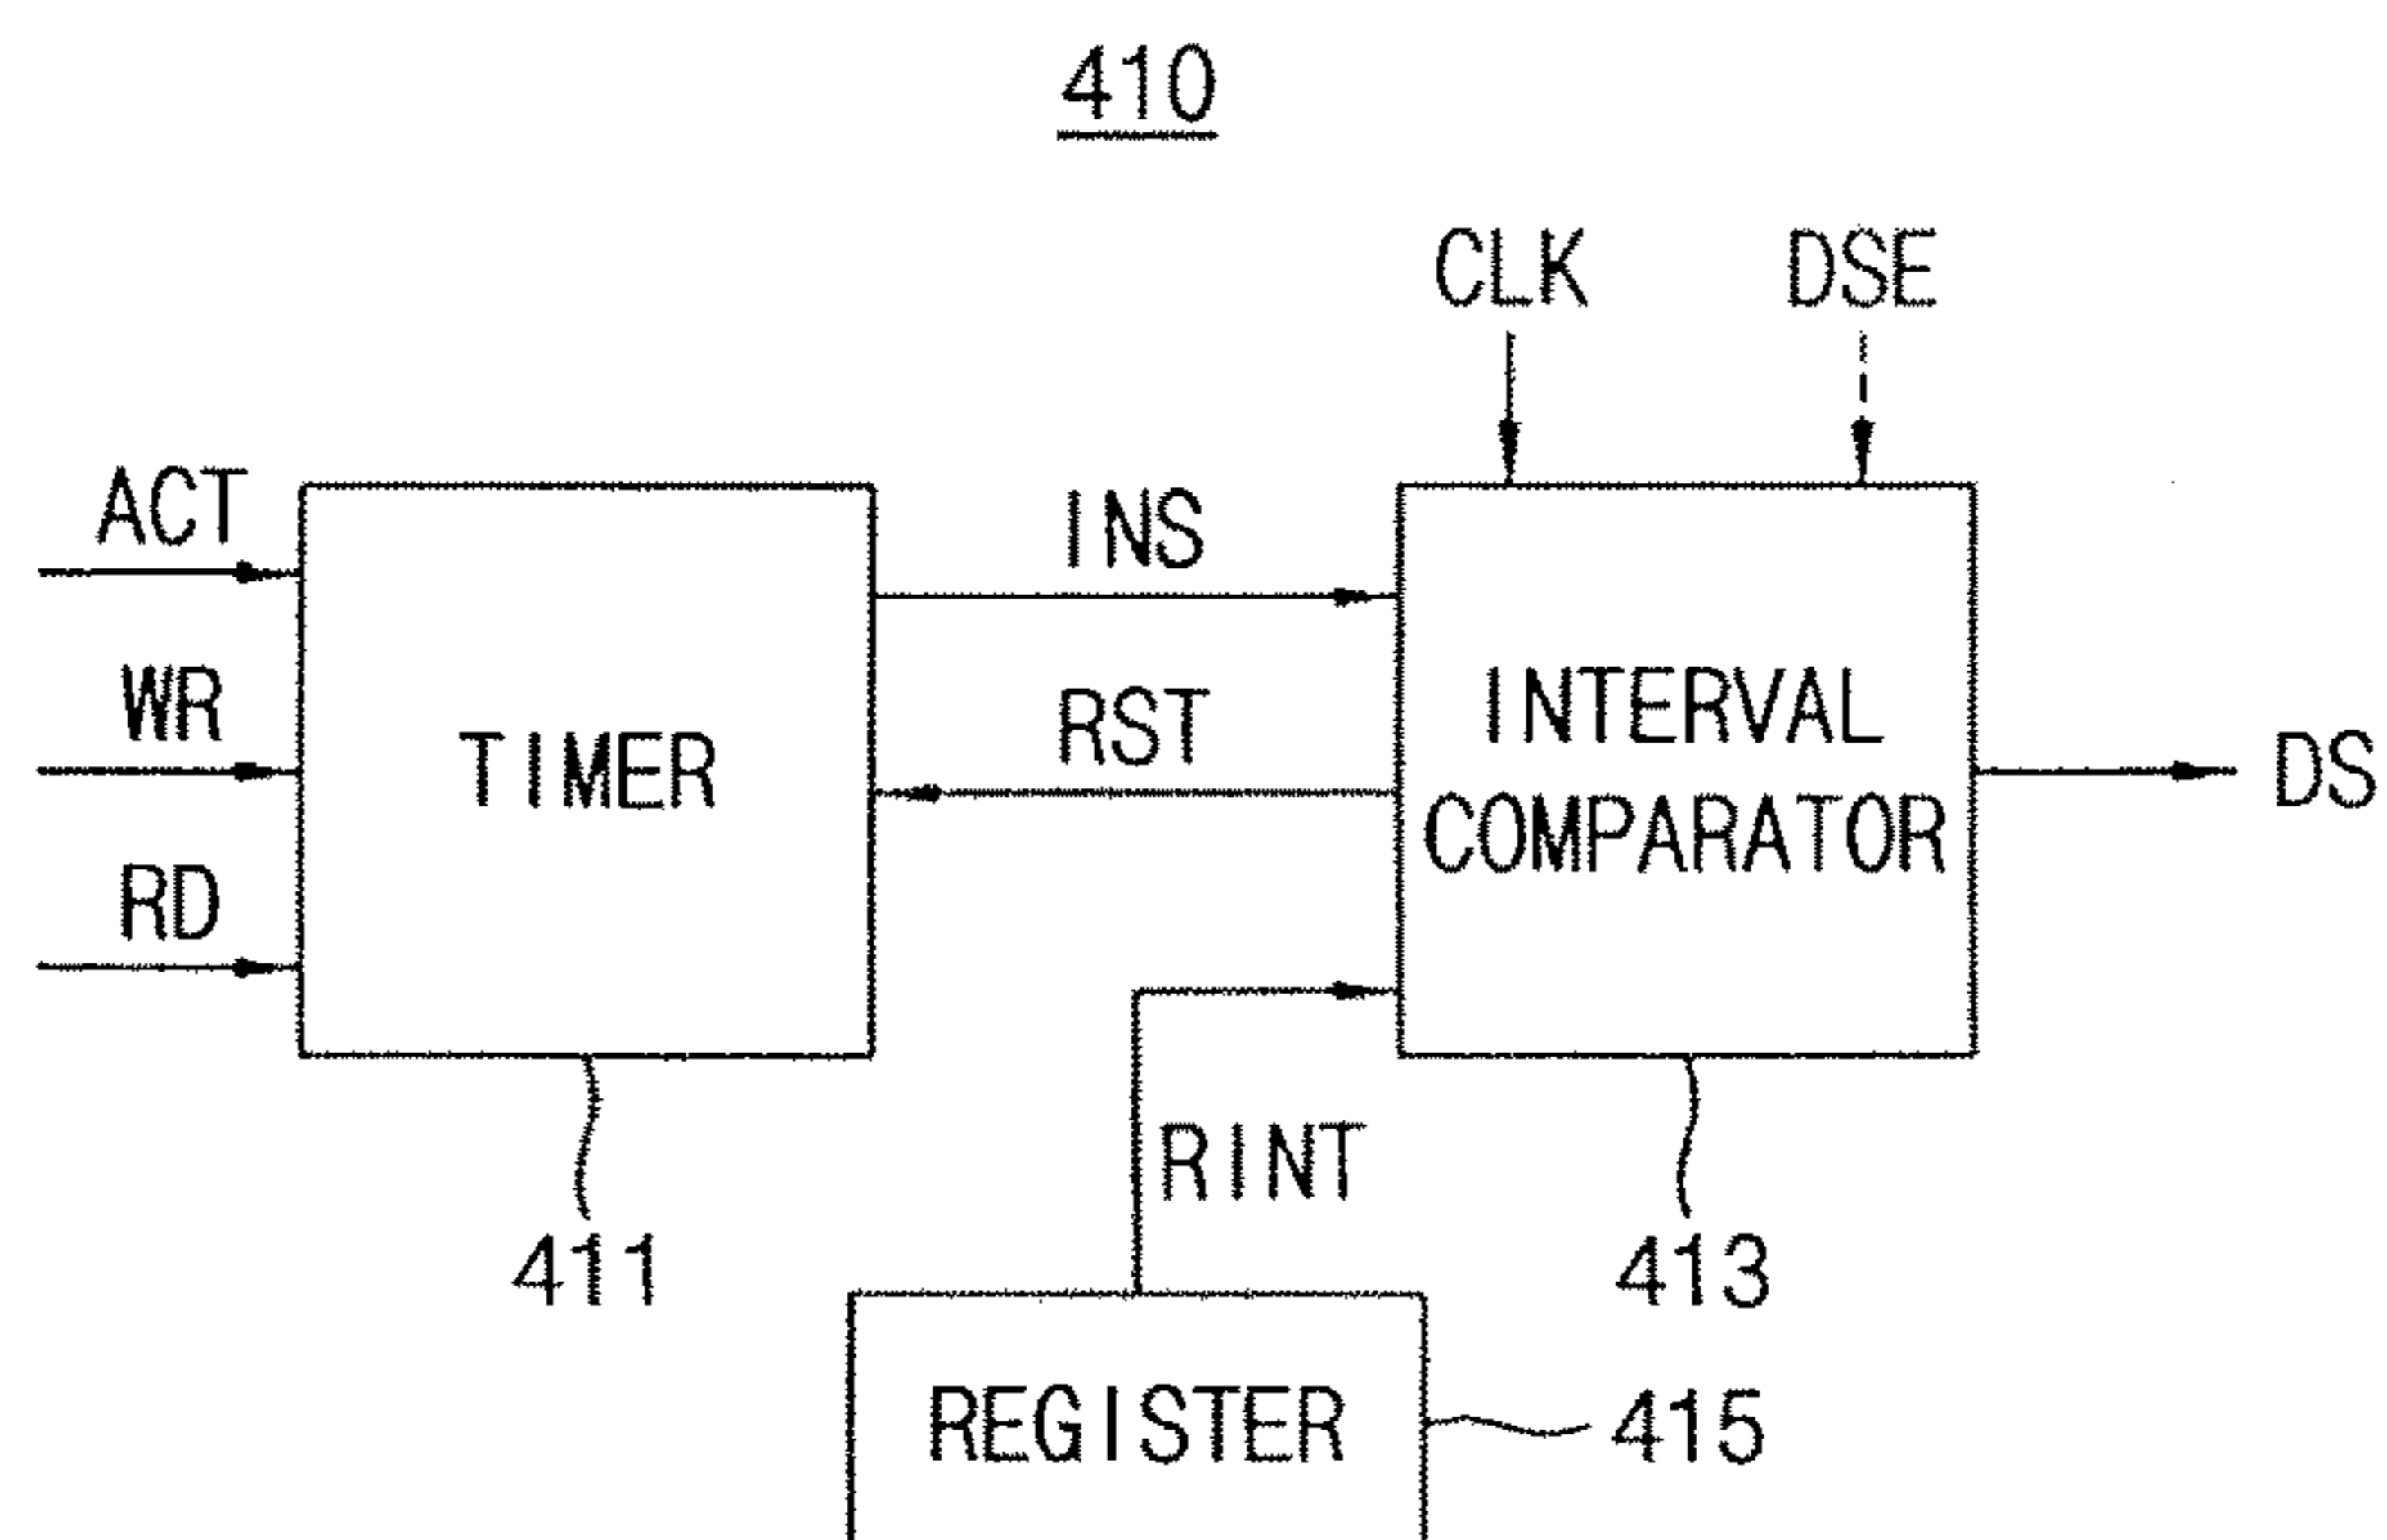 410
CLK
DSE
ACT
INS
WR
TIMER
RST
INTERVAL
COMPARATOR
DS
RD
RINT
411
413
REGISTER
415